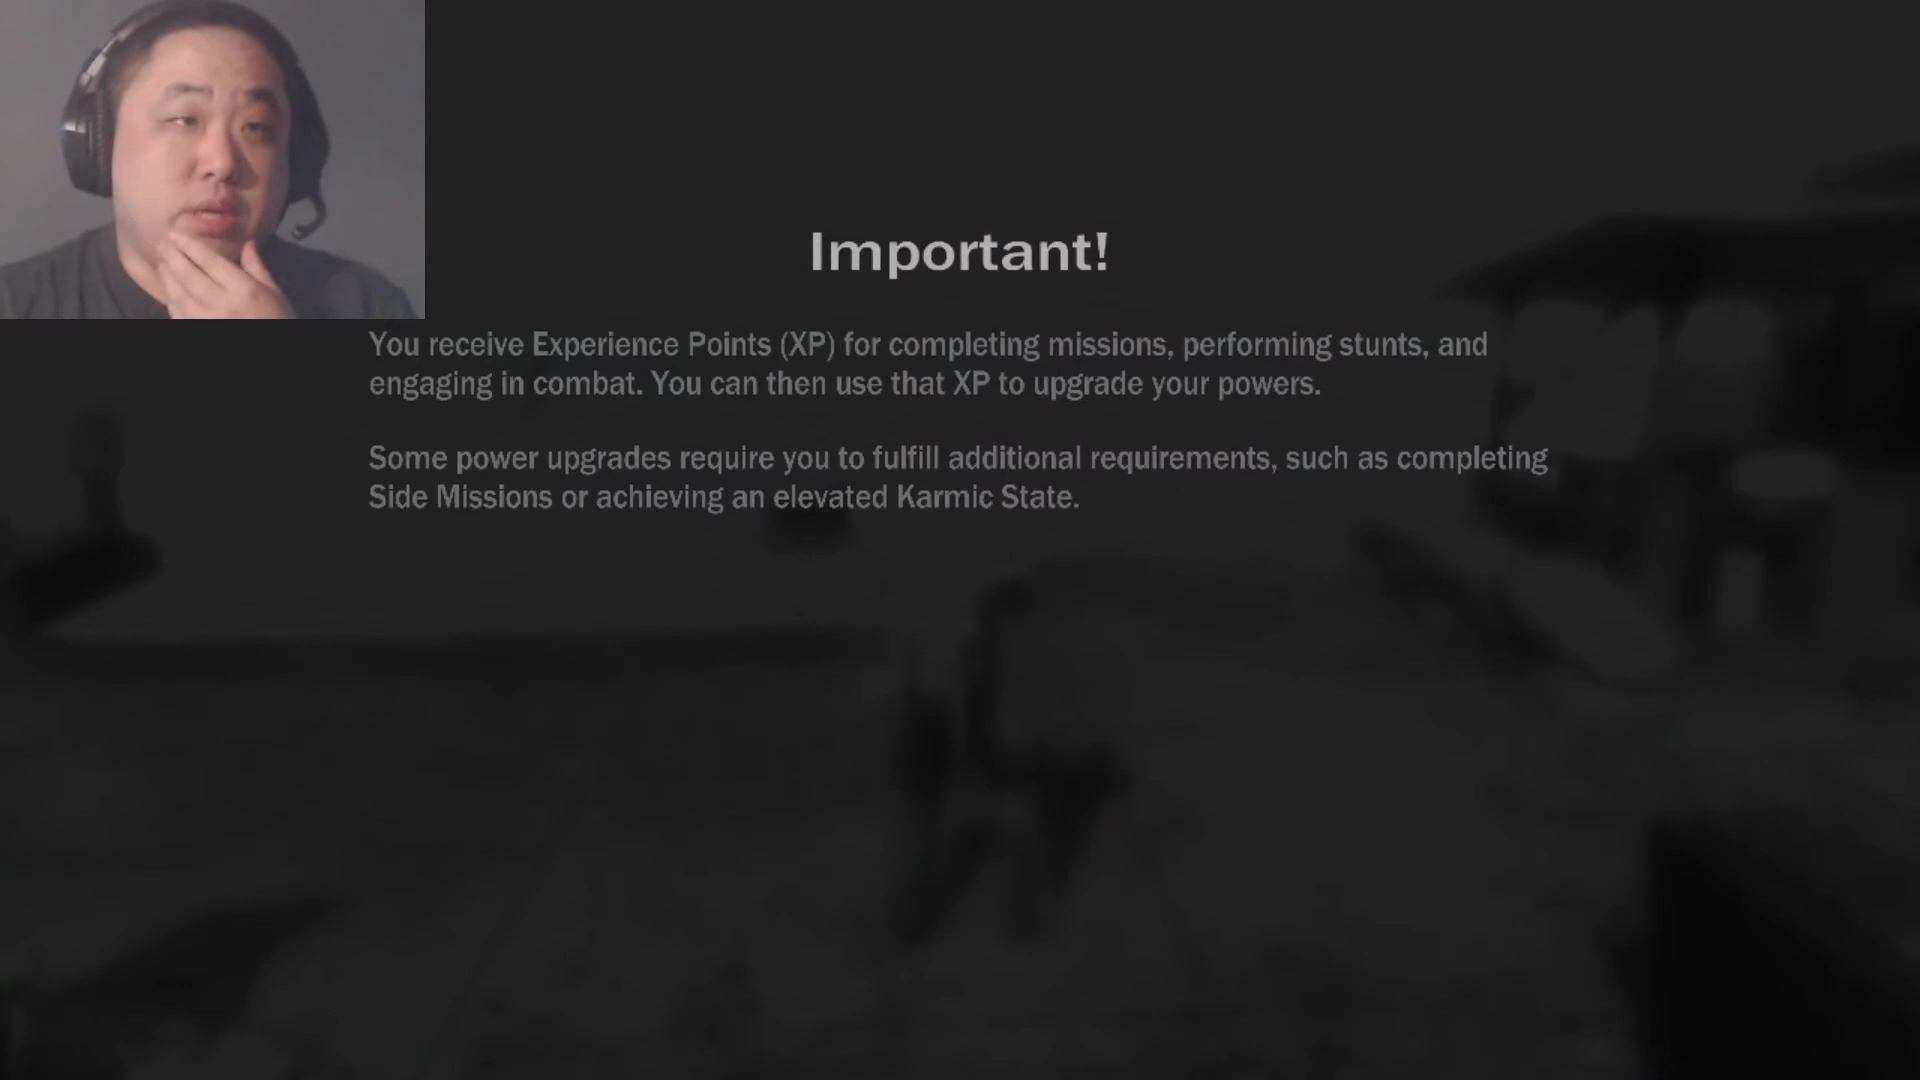 Important!
You receive Experience Points (XP) for completing missions, performing stunts, and
engaging in combat. You can then use that XP to upgrade your powers.
Some power upgrades require you to fulfill additional requirements, such as completing
Side Missions or achieving an elevated Karmic State.